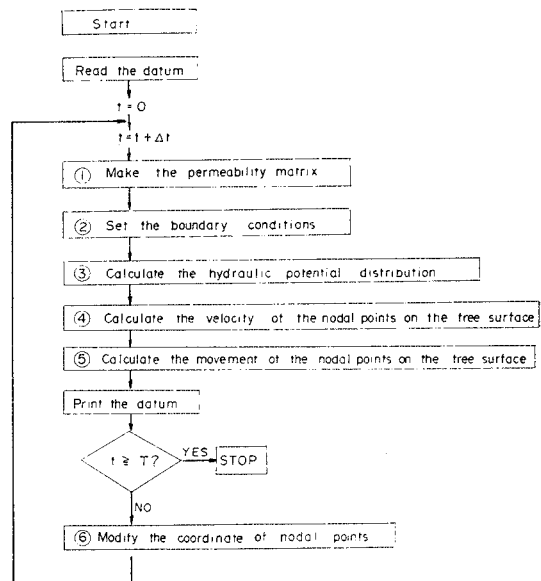 Start
Read the datum
t = 0
t = t + Δt
① Make the permeability matrix
② Set the boundary conditions
③ Calculate the hydraulic potential distribution
④ Calculate the velocity of the nodal points on the free surface
⑤ Calculate the movement of the nodal points on the free surface
Print the datum
t ≧ T?
YES
STOP
NO
⑥ Modify the coordinate of nodal points